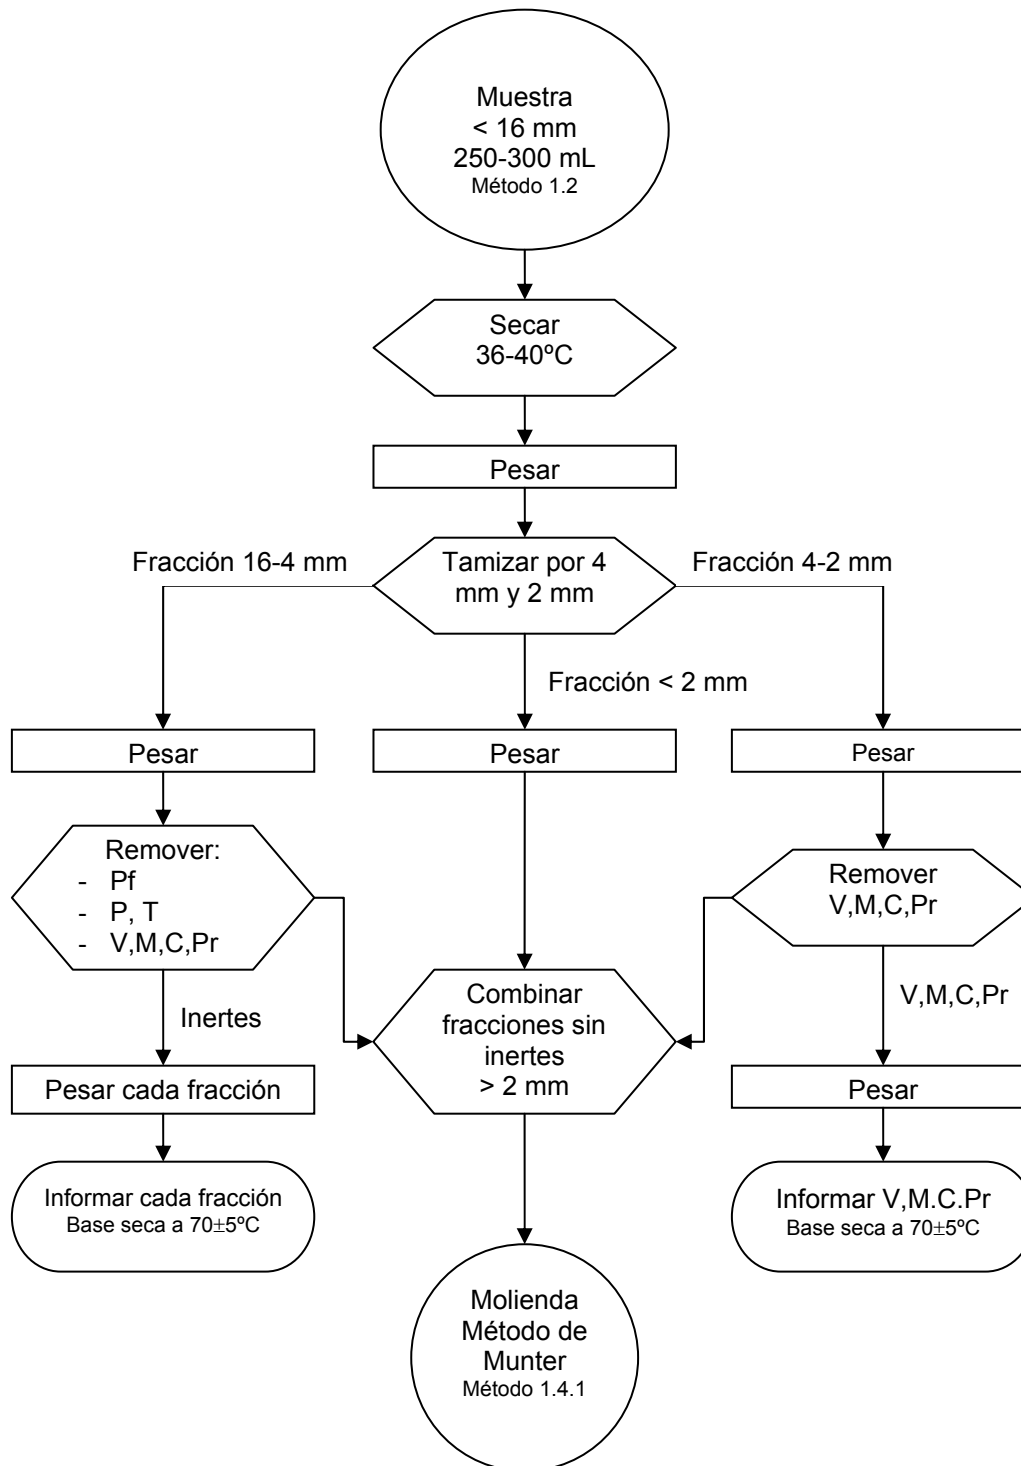 Muestra
< 16 mm
250-300 mL
Método 1.2
Secar
36-40ºC
Pesar
Fracción 16-4 mm
Tamizar por 4
mm y 2 mm
Fracción 4-2 mm
Fracción < 2 mm
Pesar
Pesar
Pesar
Remover:
- Pf
- P, T
- V,M,C,Pr
Remover
V,M,C,Pr
Inertes
Combinar
fracciones sin
inertes
> 2 mm
V,M,C,Pr
Pesar cada fracción
Pesar
Informar cada fracción
Base seca a 70±5ºC
Informar V,M.C.Pr
Base seca a 70±5ºC
Molienda
Método de
Munter
Método 1.4.1